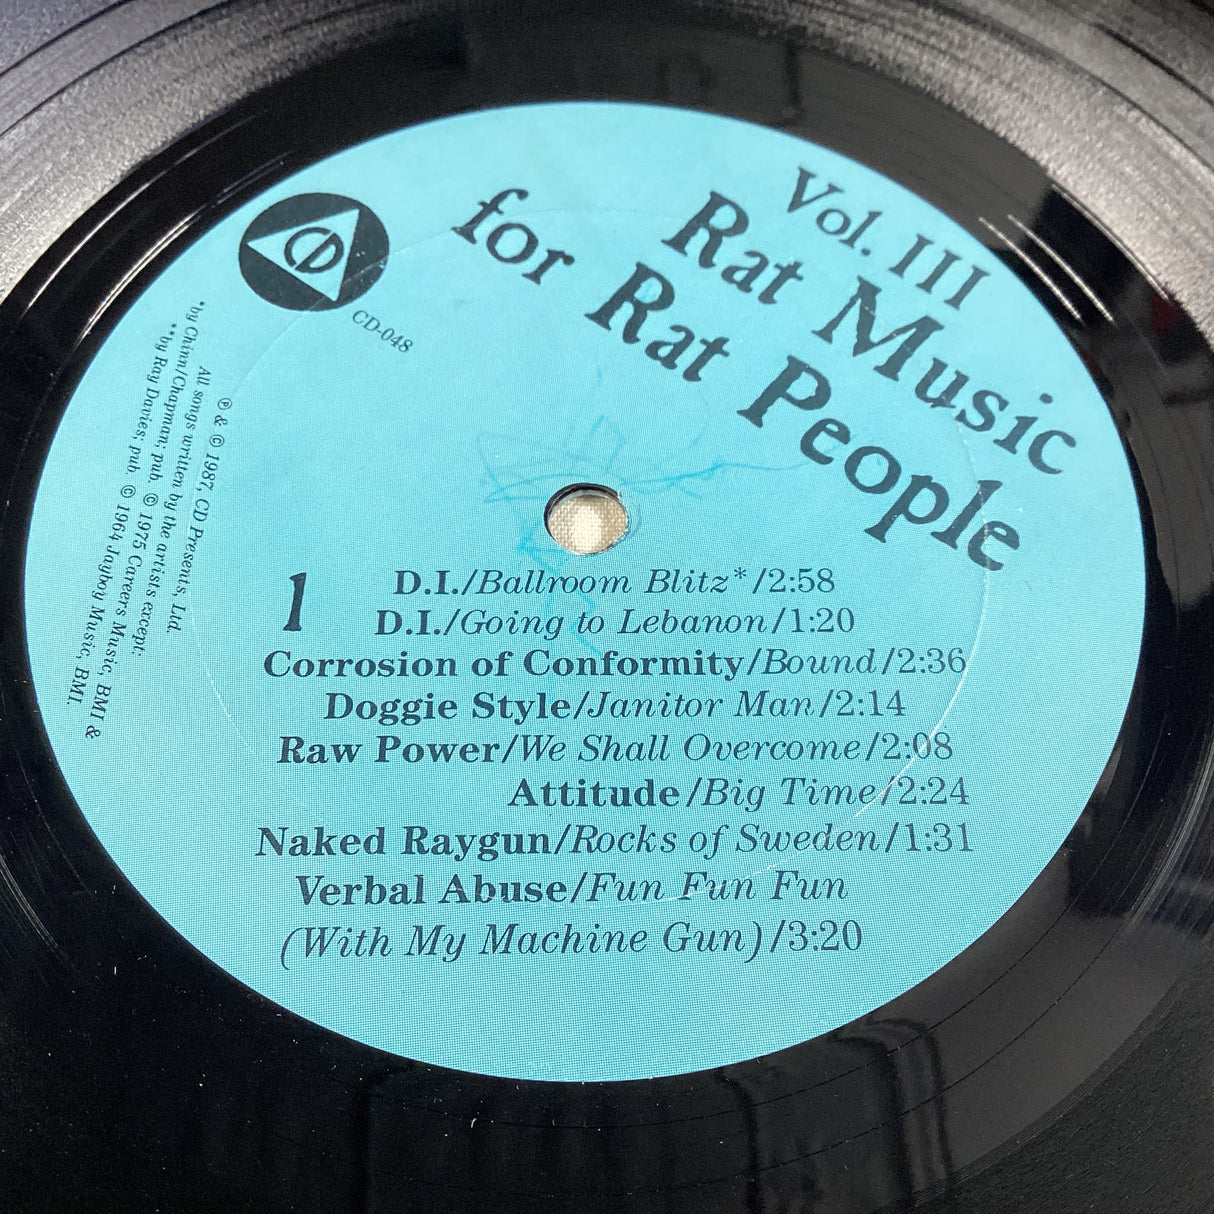 Vol. III
Rat Music
for Rat People
CD
CD-048
℗ & © 1987, CD Presents, Ltd.
All songs written by the artists except:
*by Chinn/Chapman; pub. © 1975 Careers Music, BMI &
**by Ray Davies; pub. © 1964 Jayboy Music, BMI.
1
D.I./Ballroom Blitz*/2:58
D.I./Going to Lebanon/1:20
Corrosion of Conformity/Bound/2:36
Doggie Style/Janitor Man/2:14
Raw Power/We Shall Overcome/2:08
Attitude/Big Time/2:24
Naked Raygun/Rocks of Sweden/1:31
Verbal Abuse/Fun Fun Fun
(With My Machine Gun)/3:20